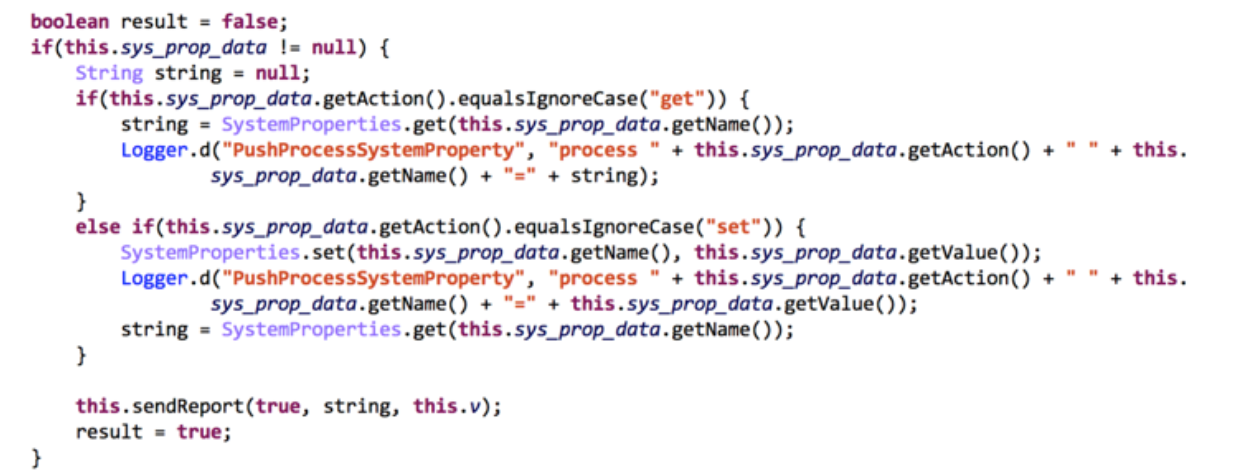 boolean result = false;
if(this.sys_prop_data != null) {
    String string = null;
    if(this.sys_prop_data.getAction().equalsIgnoreCase("get")) {
        string = SystemProperties.get(this.sys_prop_data.getName());
        Logger.d("PushProcessSystemProperty", "process " + this.sys_prop_data.getAction() + " " + this.
                sys_prop_data.getName() + "=" + string);
    }
    else if(this.sys_prop_data.getAction().equalsIgnoreCase("set")) {
        SystemProperties.set(this.sys_prop_data.getName(), this.sys_prop_data.getValue());
        Logger.d("PushProcessSystemProperty", "process " + this.sys_prop_data.getAction() + " " + this.
                sys_prop_data.getName() + "=" + this.sys_prop_data.getValue());
        string = SystemProperties.get(this.sys_prop_data.getName());
    }

    this.sendReport(true, string, this.v);
    result = true;
}